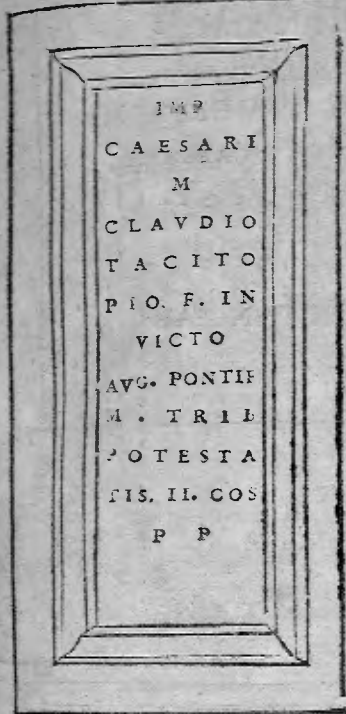 IMP
CAESARI
M
CLAVDIO
TACITO
PIO. F. IN
VICTO
AVG. PONTIF
M . TRIB
POTESTA
TIS. II. COS
P P